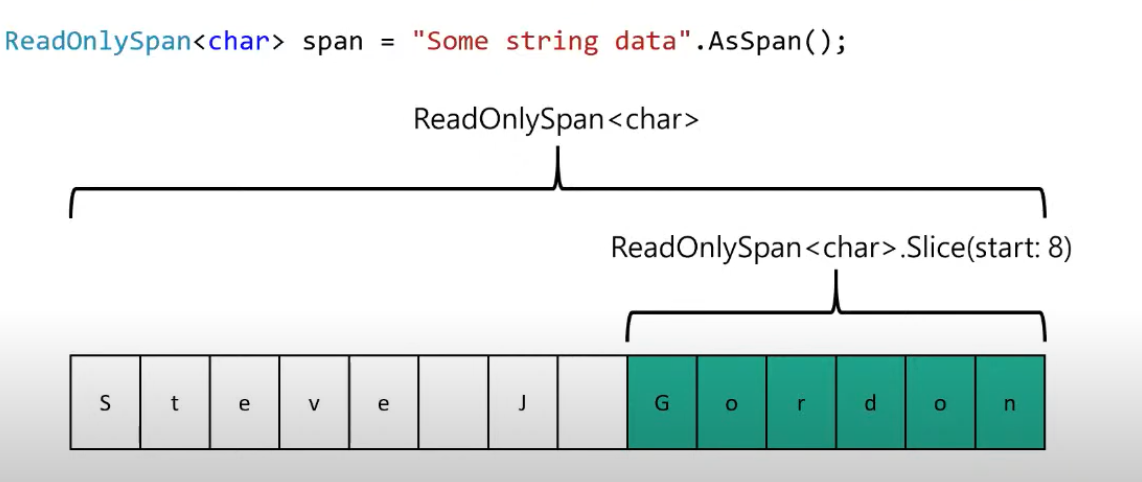 ReadOnlySpan<char> span = "Some string data".AsSpan();
ReadOnlySpan<char>
ReadOnlySpan<char>.Slice(start: 8)
S t e v e J G o r d o n